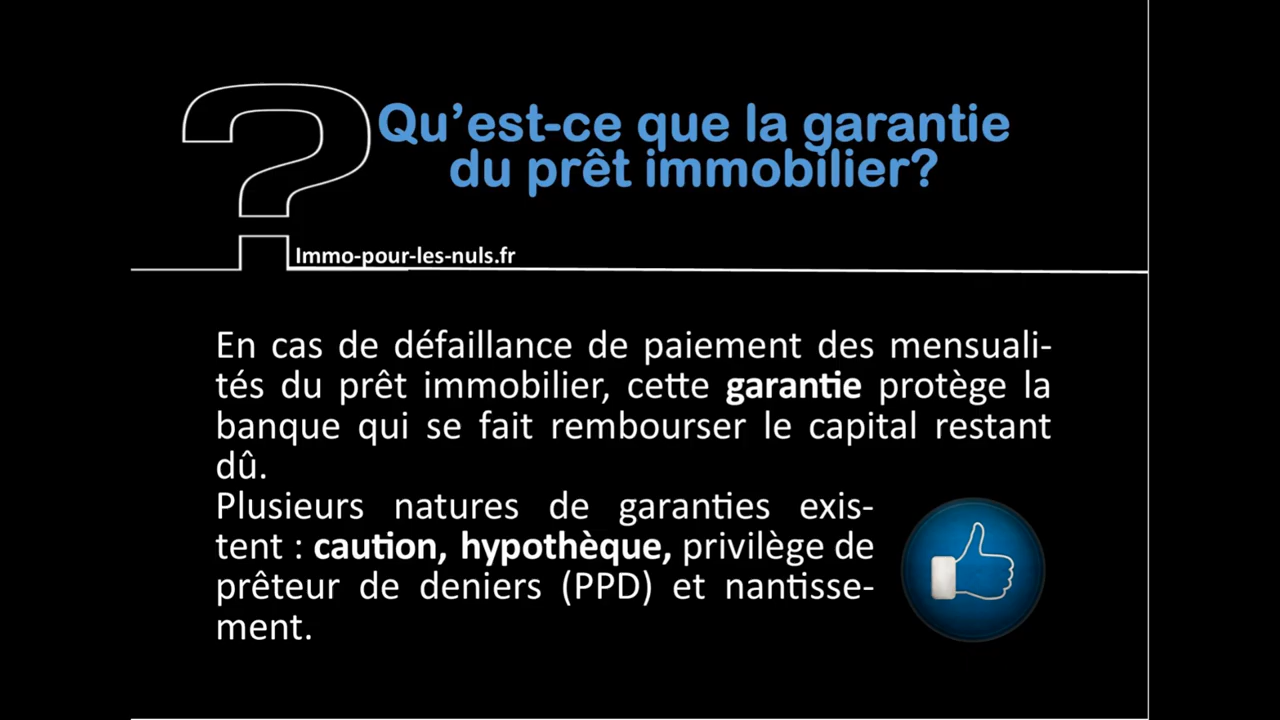 Qu’est-ce que la garantie
du prêt immobilier?
Immo-pour-les-nuls.fr
En cas de défaillance de paiement des mensuali-
tés du prêt immobilier, cette garantie protège la
banque qui se fait rembourser le capital restant
dû.
Plusieurs natures de garanties exis-
tent : caution, hypothèque, privilège de
prêteur de deniers (PPD) et nantisse-
ment.